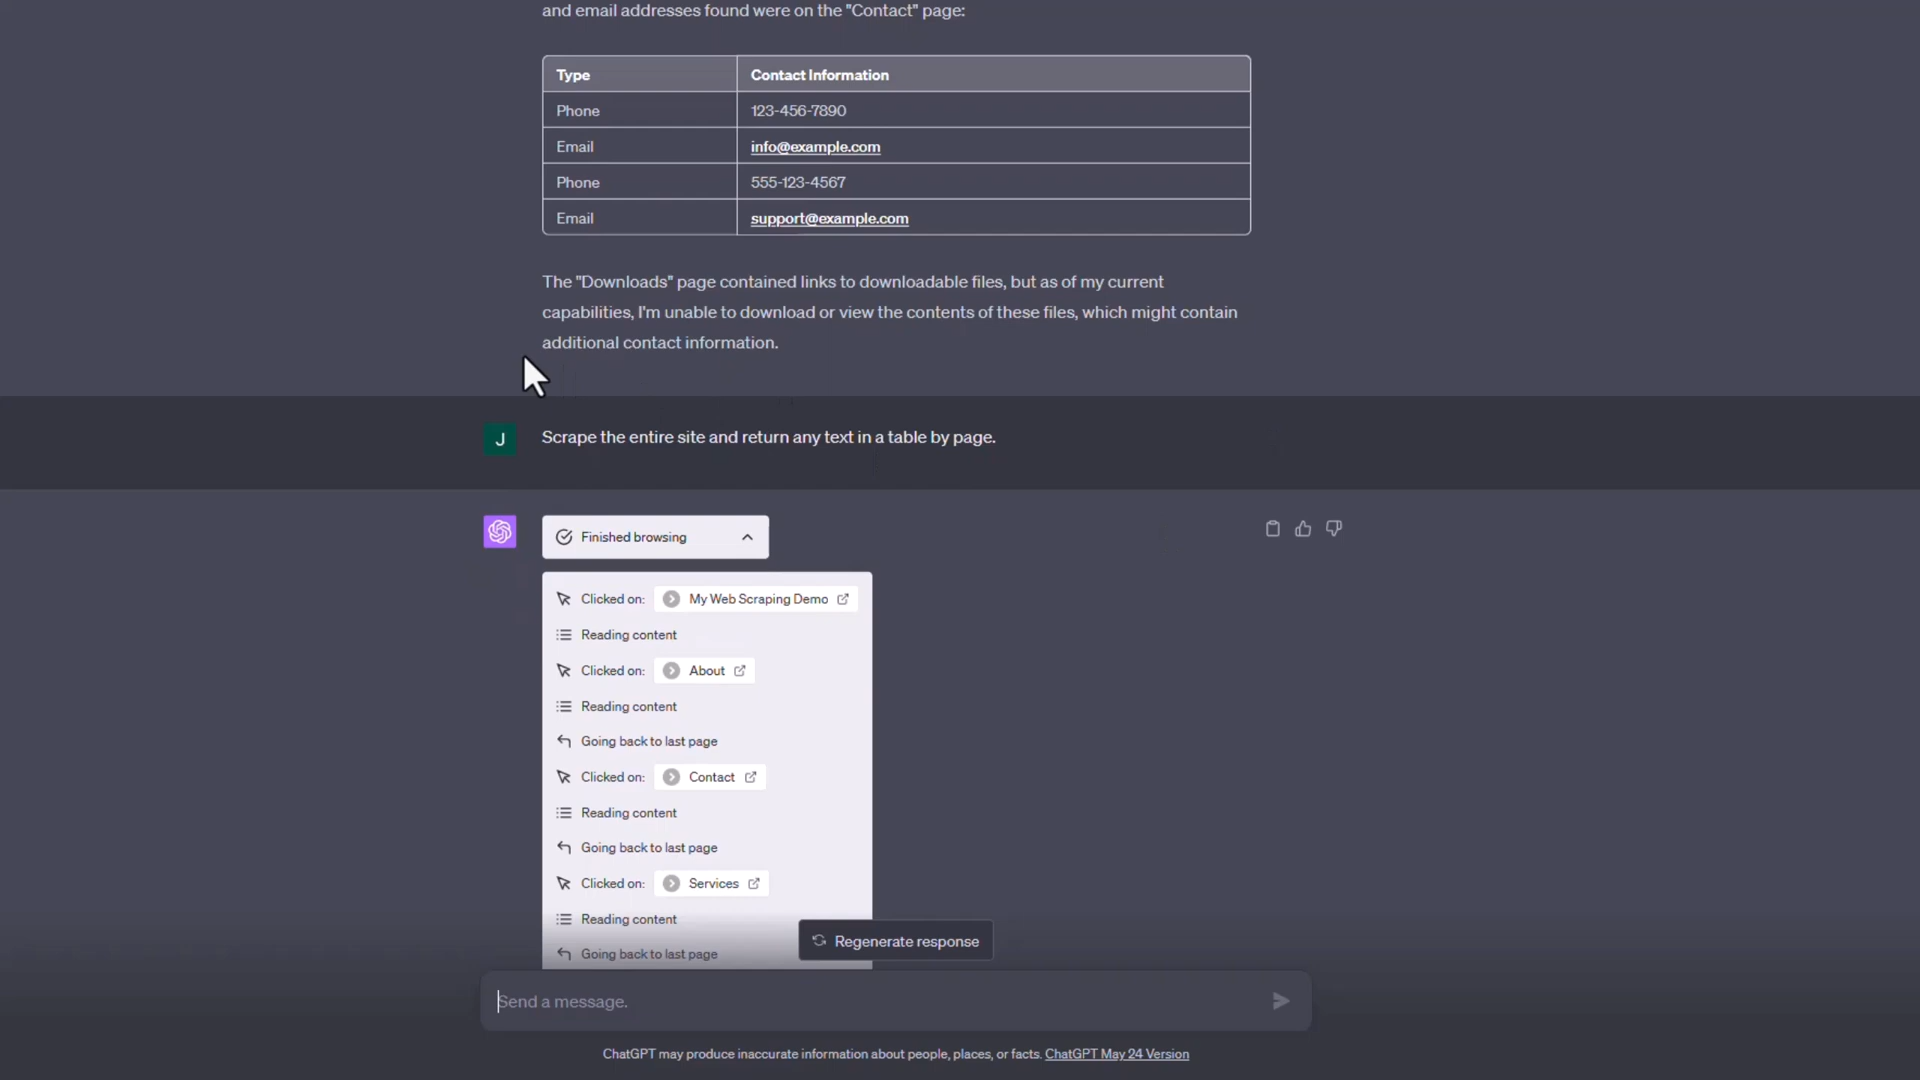 and email addresses found were on the "Contact" page:
Type Contact Information
Phone 123-456-7890
Email info@example.com
Phone 555-123-4567
Email support@example.com
The "Downloads" page contained links to downloadable files, but as of my current
capabilities, I'm unable to download or view the contents of these files, which might contain
additional contact information.
J Scrape the entire site and return any text in a table by page.
Finished browsing
Clicked on: My Web Scraping Demo
Reading content
Clicked on: About
Reading content
Going back to last page
Clicked on: Contact
Reading content
Going back to last page
Clicked on: Services
Reading content
Going back to last page
Regenerate response
Send a message.
ChatGPT may produce inaccurate information about people, places, or facts. ChatGPT May 24 Version